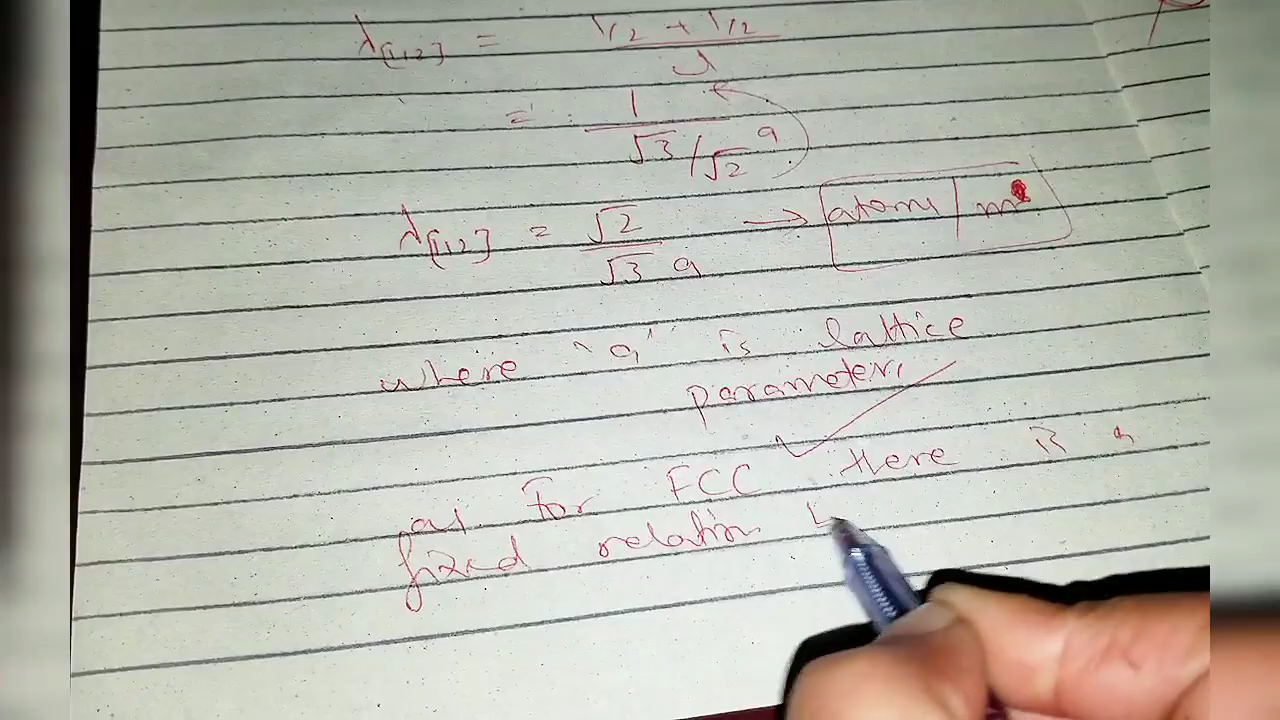 λ[112] = 1/2 + 1/2 / d
= 1 / √3/√2 a
λ[112] = √2 / √3 a → atoms / m
where "a" is lattice
parameter,
as for FCC there is a
fixed relation